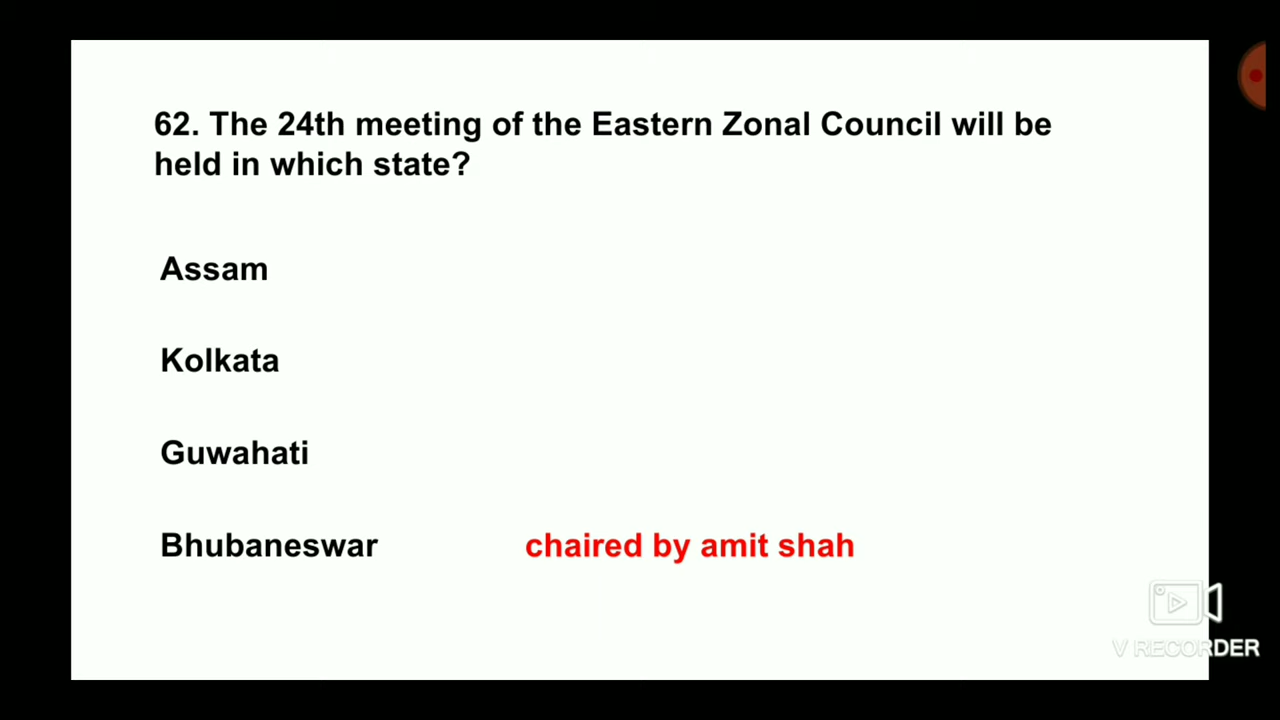 62. The 24th meeting of the Eastern Zonal Council will be
held in which state?
Assam
Kolkata
Guwahati
Bhubaneswar chaired by amit shah
V RECORDER